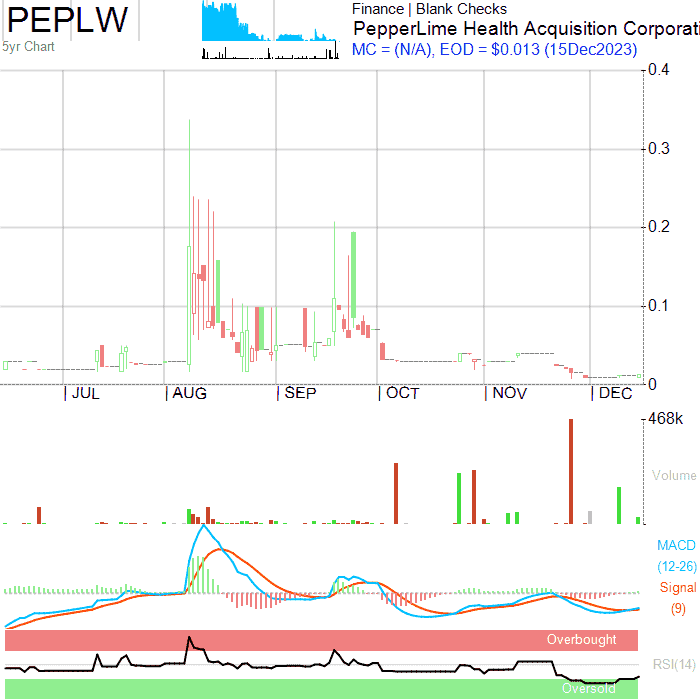 PEPLW
5yr Chart
Finance | Blank Checks
PepperLime Health Acquisition Corporati
MC = (N/A), EOD = $0.013 (15Dec2023)
0.4
0.3
0.2
0.1
0
JUL
AUG
SEP
OCT
NOV
DEC
468k
Volume
MACD
(12-26)
Signal
(9)
Overbought
RSI(14)
Oversold